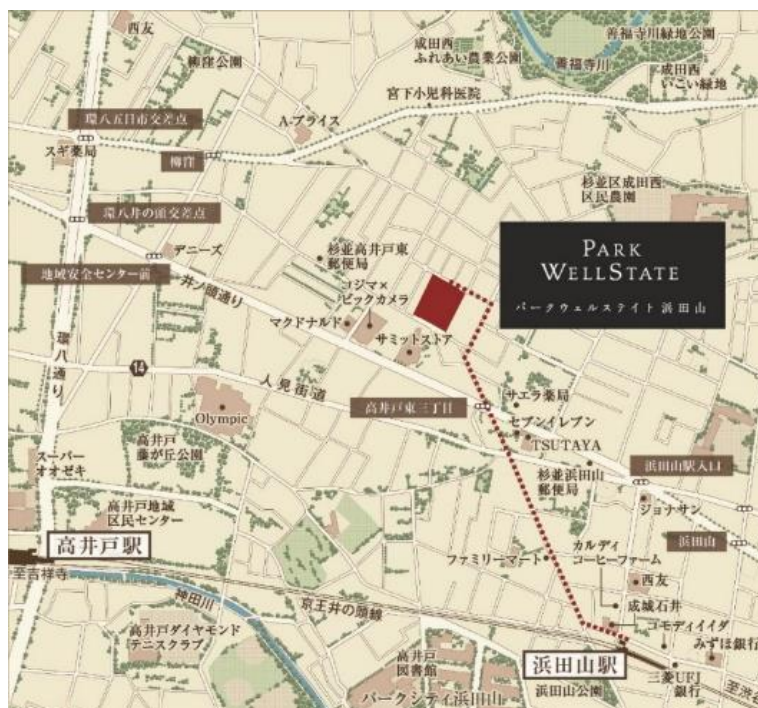 西友
柳窪公園
成田西
ふれあい農業公園
善福寺川緑地公園
善福寺川
成田西
いこい緑地
宮下小児科医院
A-プライス
環八五日市交差点
スギ薬局
柳窪
杉並区成田西
区民農園
環八井の頭交差点
デニーズ
杉並高井戸東
郵便局
PARK
WELLSTATE
パークウェルステイト浜田山
地域安全センター前
井ノ頭通り
コジマ×
ビックカメラ
マクドナルド
サミットストア
環八通り
14
人見街道
高井戸東三丁目
サエラ薬局
セブンイレブン
TSUTAYA
Olympic
高井戸
藤が丘公園
スーパー
オオゼキ
杉並浜田山
郵便局
浜田山駅入口
ジョナサン
高井戸地域
区民センター
浜田山
高井戸駅
ファミリーマート
カルディ
コーヒーファーム
西友
至吉祥寺
神田川
京王井の頭線
成城石井
コモディイイダ
みずほ銀行
高井戸ダイヤモンド
テニスクラブ
高井戸
図書館
浜田山駅
三菱UFJ
銀行
至渋谷
パークシティ浜田山
浜田山公園